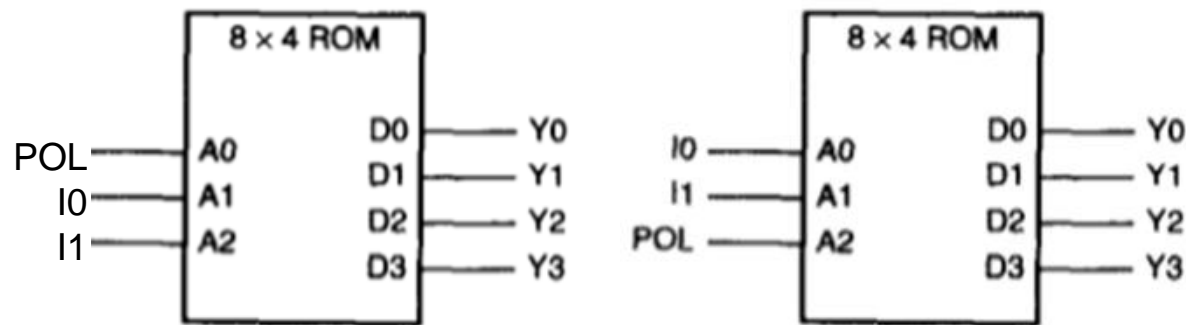 8 × 4 ROM
POL A0 D0 Y0
I0 A1 D1 Y1
I1 A2 D2 Y2
D3 Y3
8 × 4 ROM
I0 A0 D0 Y0
I1 A1 D1 Y1
POL A2 D2 Y2
D3 Y3